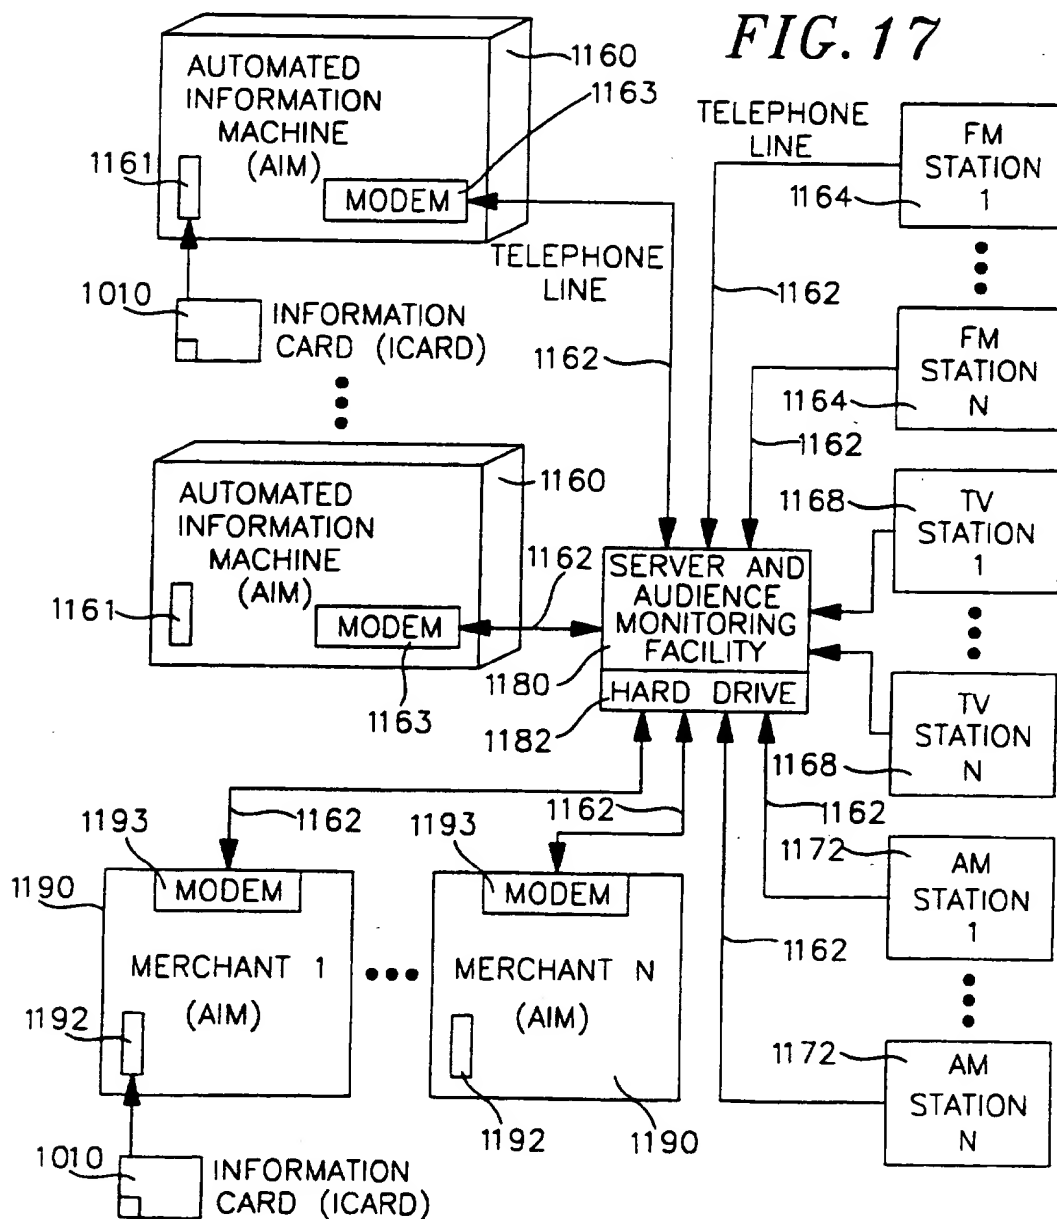 FIG. 17
1160
AUTOMATED
INFORMATION
MACHINE
(AIM)
1163
1161
MODEM
TELEPHONE
LINE
1010
INFORMATION
CARD (ICARD)
1162
TELEPHONE
LINE
FM
STATION
1
1164
1162
FM
STATION
N
1164
1162
1160
AUTOMATED
INFORMATION
MACHINE
(AIM)
1161
MODEM
1162
1163
SERVER AND
AUDIENCE
MONITORING
FACILITY
1180
HARD DRIVE
1182
1168
TV
STATION
1
TV
STATION
N
1168
1162
1193
1162
1193
1162
1190
MODEM
MERCHANT 1
(AIM)
1192
MODEM
MERCHANT N
(AIM)
1192
1190
1172
AM
STATION
1
1162
1172
AM
STATION
N
1010
INFORMATION
CARD (ICARD)